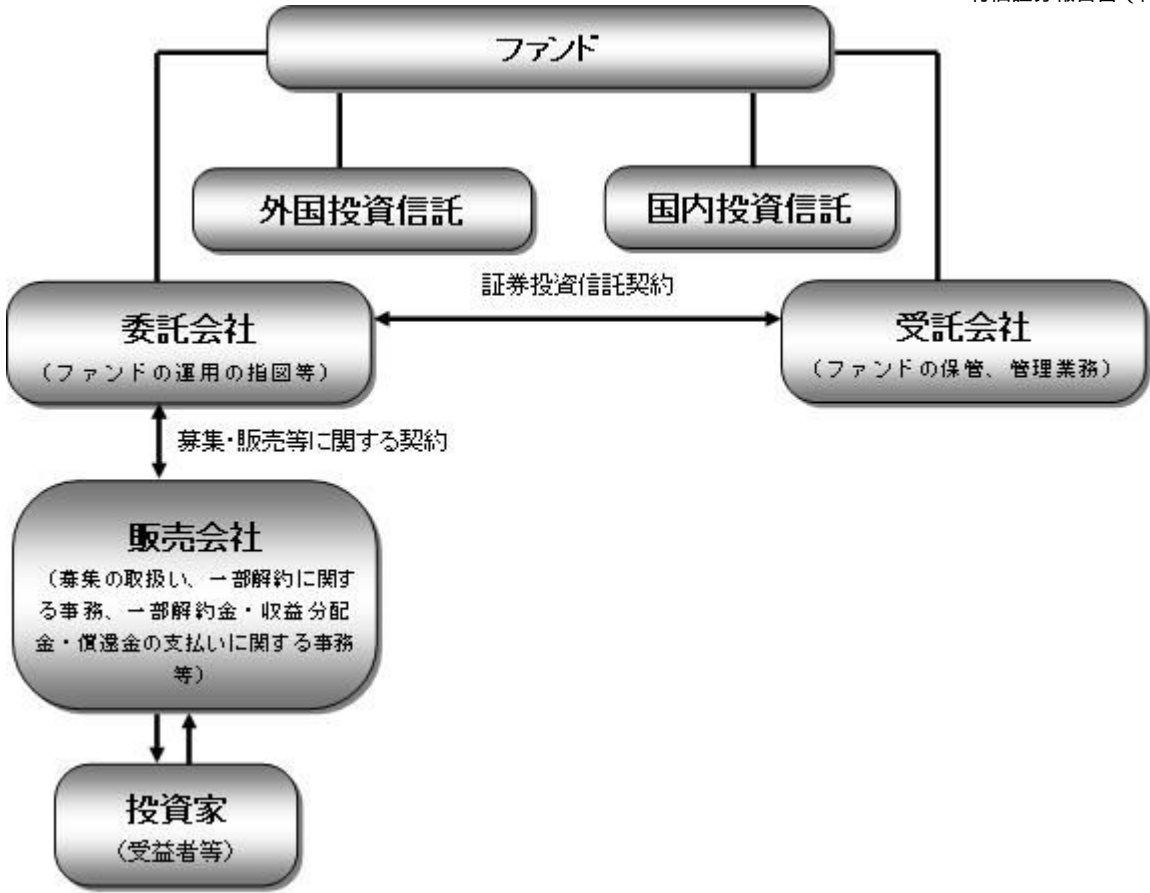 ファンド
外国投資信託
国内投資信託
証券投資信託契約
委託会社
（ファンドの運用の指図等）
受託会社
（ファンドの保管、管理業務）
募集・販売等に関する契約
販売会社
（募集の取扱い、一部解約に関す
る事務、一部解約金・収益分配
金・償還金の支払いに関する事務
等）
投資家
（受益者等）